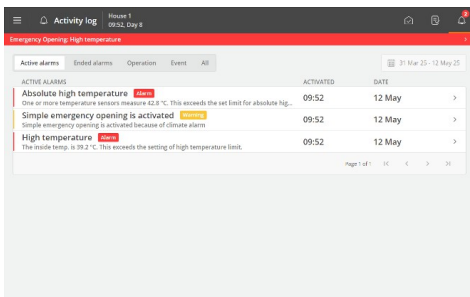 Activity log
House 1
09:52, Day 8
2
Emergency Opening: High temperature
Active alarms Ended alarms Operation Event All
31 Mar 25 - 12 May 25
ACTIVE ALARMS ACTIVATED DATE
Absolute high temperature Alarm
One or more temperature sensors measure 42.8 °C. This exceeds the set limit for absolute hig...
09:52 12 May
Simple emergency opening is activated Warning
Simple emergency opening is activated because of climate alarm
09:52 12 May
High temperature Alarm
The inside temp. is 39.2 °C. This exceeds the setting of high temperature limit.
09:52 12 May
Page 1 of 1